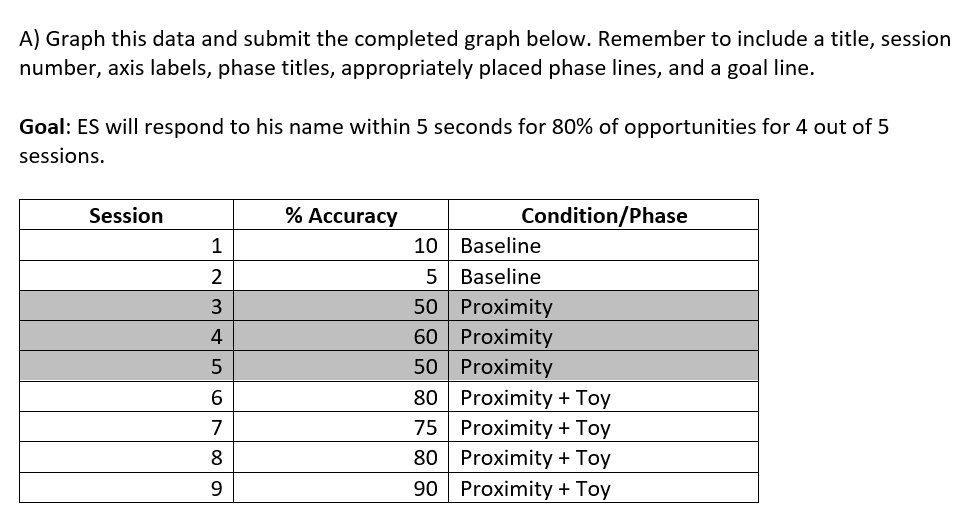 A) Graph this data and submit the completed graph below. Remember to include a title, session
number, axis labels, phase titles, appropriately placed phase lines, and a goal line.
Goal: ES will respond to his name within 5 seconds for 80% of opportunities for 4 out of 5
sessions.
Session % Accuracy Condition/Phase
1 10 Baseline
2 5 Baseline
3 50 Proximity
4 60 Proximity
5 50 Proximity
6 80 Proximity + Toy
7 75 Proximity + Toy
8 80 Proximity + Toy
9 90 Proximity + Toy